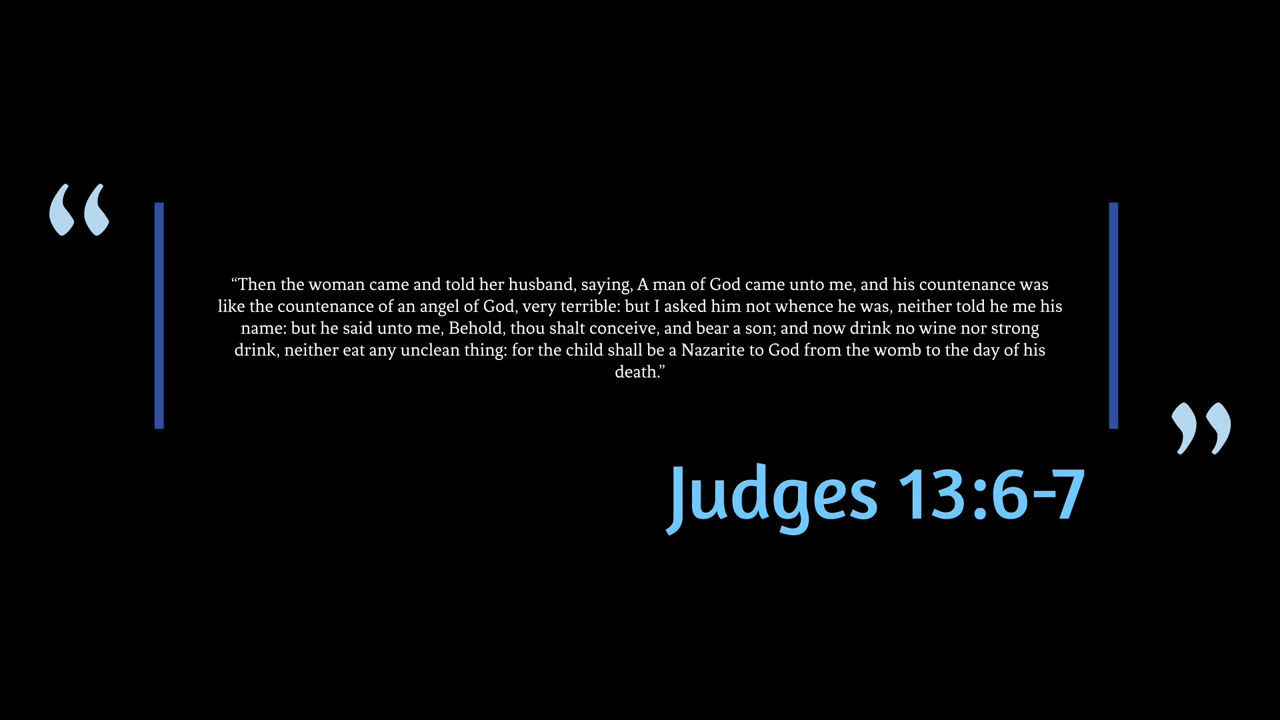 “
“Then the woman came and told her husband, saying, A man of God came unto me, and his countenance was
like the countenance of an angel of God, very terrible: but I asked him not whence he was, neither told he me his
name: but he said unto me, Behold, thou shalt conceive, and bear a son; and now drink no wine nor strong
drink, neither eat any unclean thing: for the child shall be a Nazarite to God from the womb to the day of his
death.”
”
Judges 13:6-7